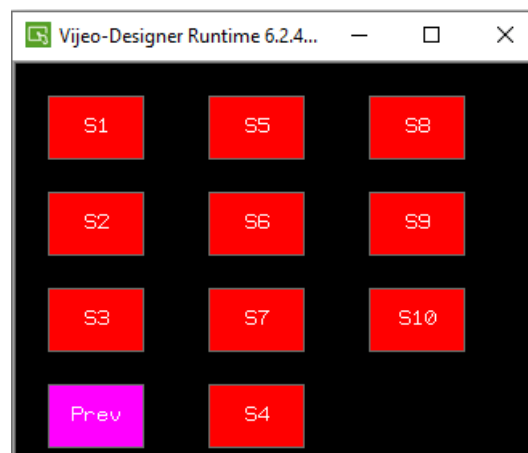 Vijeo-Designer Runtime 6.2.4...
S1 S5 S8
S2 S6 S9
S3 S7 S10
Prev S4